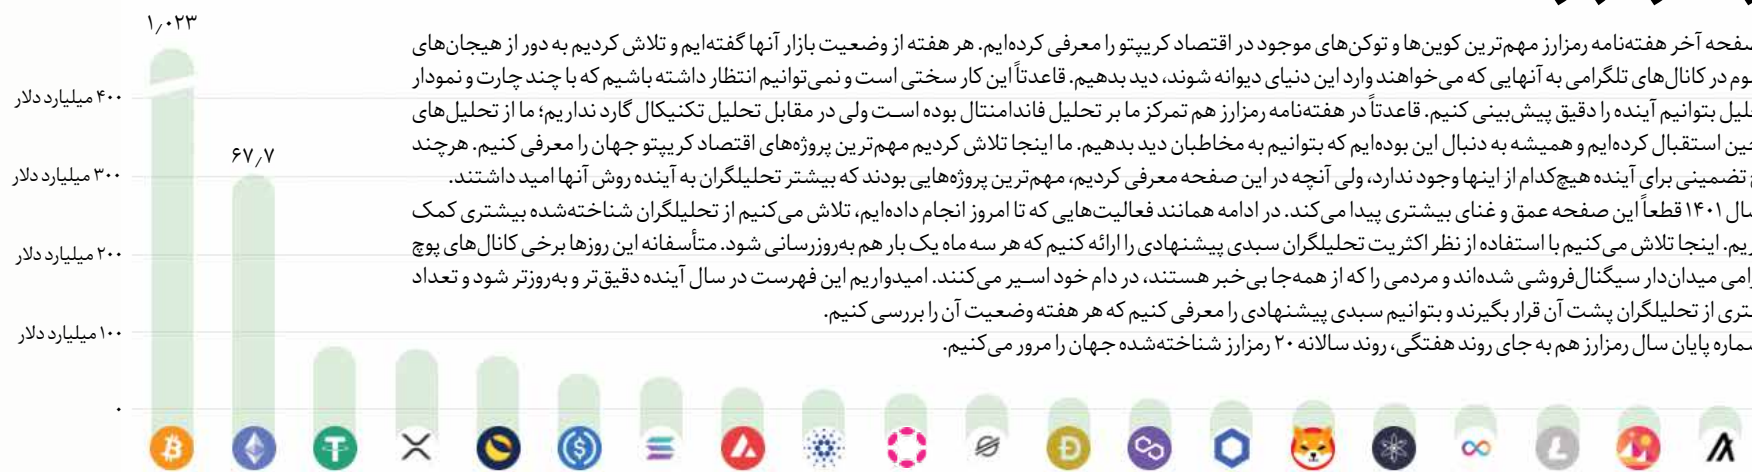 آخر هفته‌نامه رمزارز مهم‌ترین کوین‌ها و توکن‌های موجود در اقتصاد کریپتو را معرفی کرده‌ایم. هر هفته از وضعیت بازار آنها گفته‌ایم و تلاش کردیم به دور از هیجان‌های
در کانال‌های تلگرامی به آنهایی که می‌خواهند وارد این دنیای دیوانه شوند، دید بدهیم. قاعدتاً این کار سختی است و نمی‌توانیم انتظار داشته باشیم که با چند چارت و نمودار
بتوانیم آینده را دقیق پیش‌بینی کنیم. قاعدتاً در هفته‌نامه رمزارز هم تمرکز ما بر تحلیل فاندامنتال بوده است ولی در مقابل تحلیل تکنیکال گارد نداریم؛ ما از تحلیل‌های
استقبال کرده‌ایم و همیشه به دنبال این بوده‌ایم که بتوانیم به مخاطبان دید بدهیم. ما اینجا تلاش کردیم مهم‌ترین پروژه‌های اقتصاد کریپتو جهان را معرفی کنیم. هرچند
تضمینی برای آینده هیچ‌کدام از اینها وجود ندارد، ولی آنچه در این صفحه معرفی کردیم، مهم‌ترین پروژه‌هایی بودند که بیشتر تحلیلگران به آینده روش آنها امید داشتند.
سال ۱۴۰۱ قطعاً این صفحه عمق و غنای بیشتری پیدا می‌کند. در ادامه همانند فعالیت‌هایی که تا امروز انجام داده‌ایم، تلاش می‌کنیم از تحلیلگران شناخته‌شده بیشتری کمک
اینجا تلاش می‌کنیم با استفاده از نظر اکثریت تحلیلگران سبدی پیشنهادی را ارائه کنیم که هر سه ماه یک بار هم به‌روزرسانی شود. متأسفانه این روزها برخی کانال‌های پوچ
میدان‌دار سیگنال‌فروشی شده‌اند و مردمی را که از همه‌جا بی‌خبر هستند، در دام خود اسیر می‌کنند. امیدواریم این فهرست در سال آینده دقیق‌تر و به‌روزتر شود و تعداد
از تحلیلگران پشت آن قرار بگیرند و بتوانیم سبدی پیشنهادی را معرفی کنیم که هر هفته وضعیت آن را بررسی کنیم.
پایان سال رمزارز هم به جای روند هفتگی، روند سالانه ۲۰ رمزارز شناخته‌شده جهان را مرور می‌کنیم.
۱٫۰۲۳
۶۷٫۷
۴۰۰ میلیارد دلار
۳۰۰ میلیارد دلار
۲۰۰ میلیارد دلار
۱۰۰ میلیارد دلار
۰